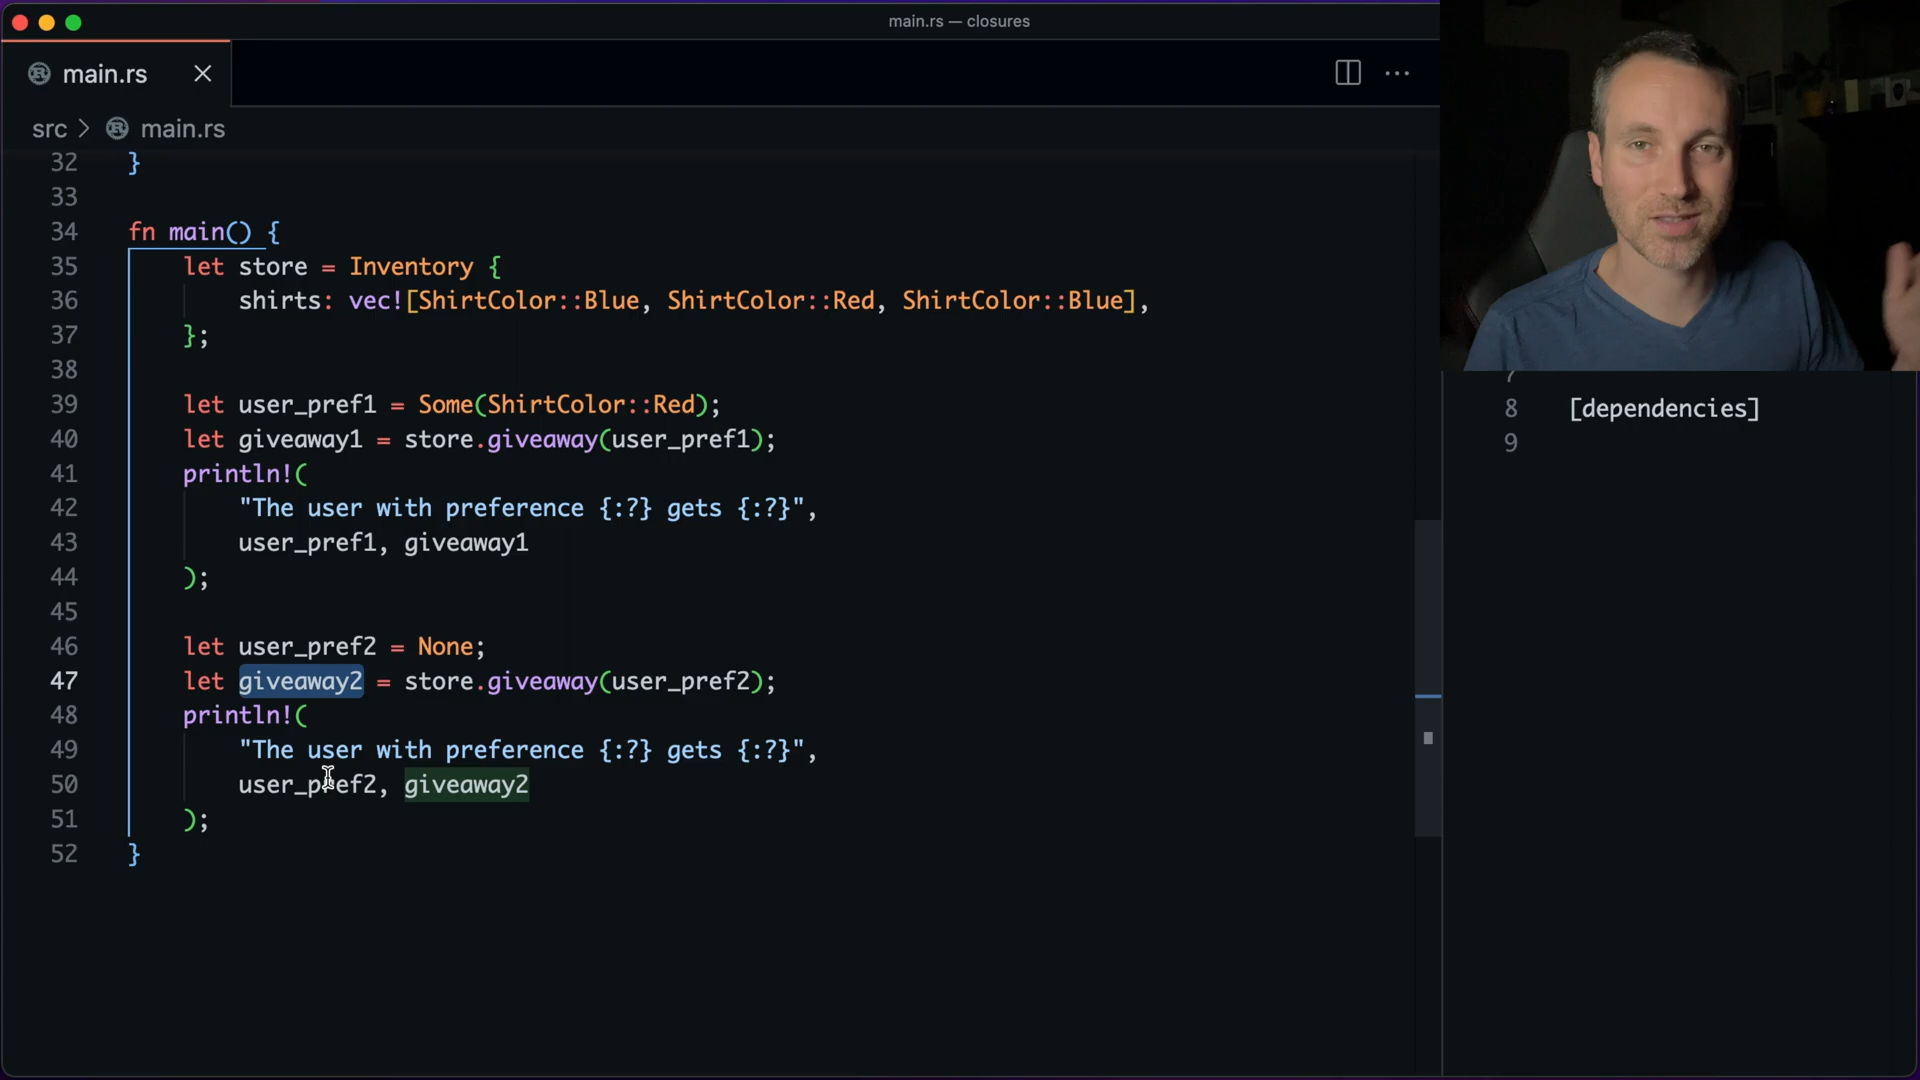 main.rs — closures
main.rs
src > main.rs
32 }
33
34 fn main() {
35 let store = Inventory {
36 shirts: vec![ShirtColor::Blue, ShirtColor::Red, ShirtColor::Blue],
37 };
38
39 let user_pref1 = Some(ShirtColor::Red);
40 let giveaway1 = store.giveaway(user_pref1);
41 println!(
42 "The user with preference {:?} gets {:?}",
43 user_pref1, giveaway1
44 );
45
46 let user_pref2 = None;
47 let giveaway2 = store.giveaway(user_pref2);
48 println!(
49 "The user with preference {:?} gets {:?}",
50 user_pref2, giveaway2
51 );
52 }
7
8 [dependencies]
9